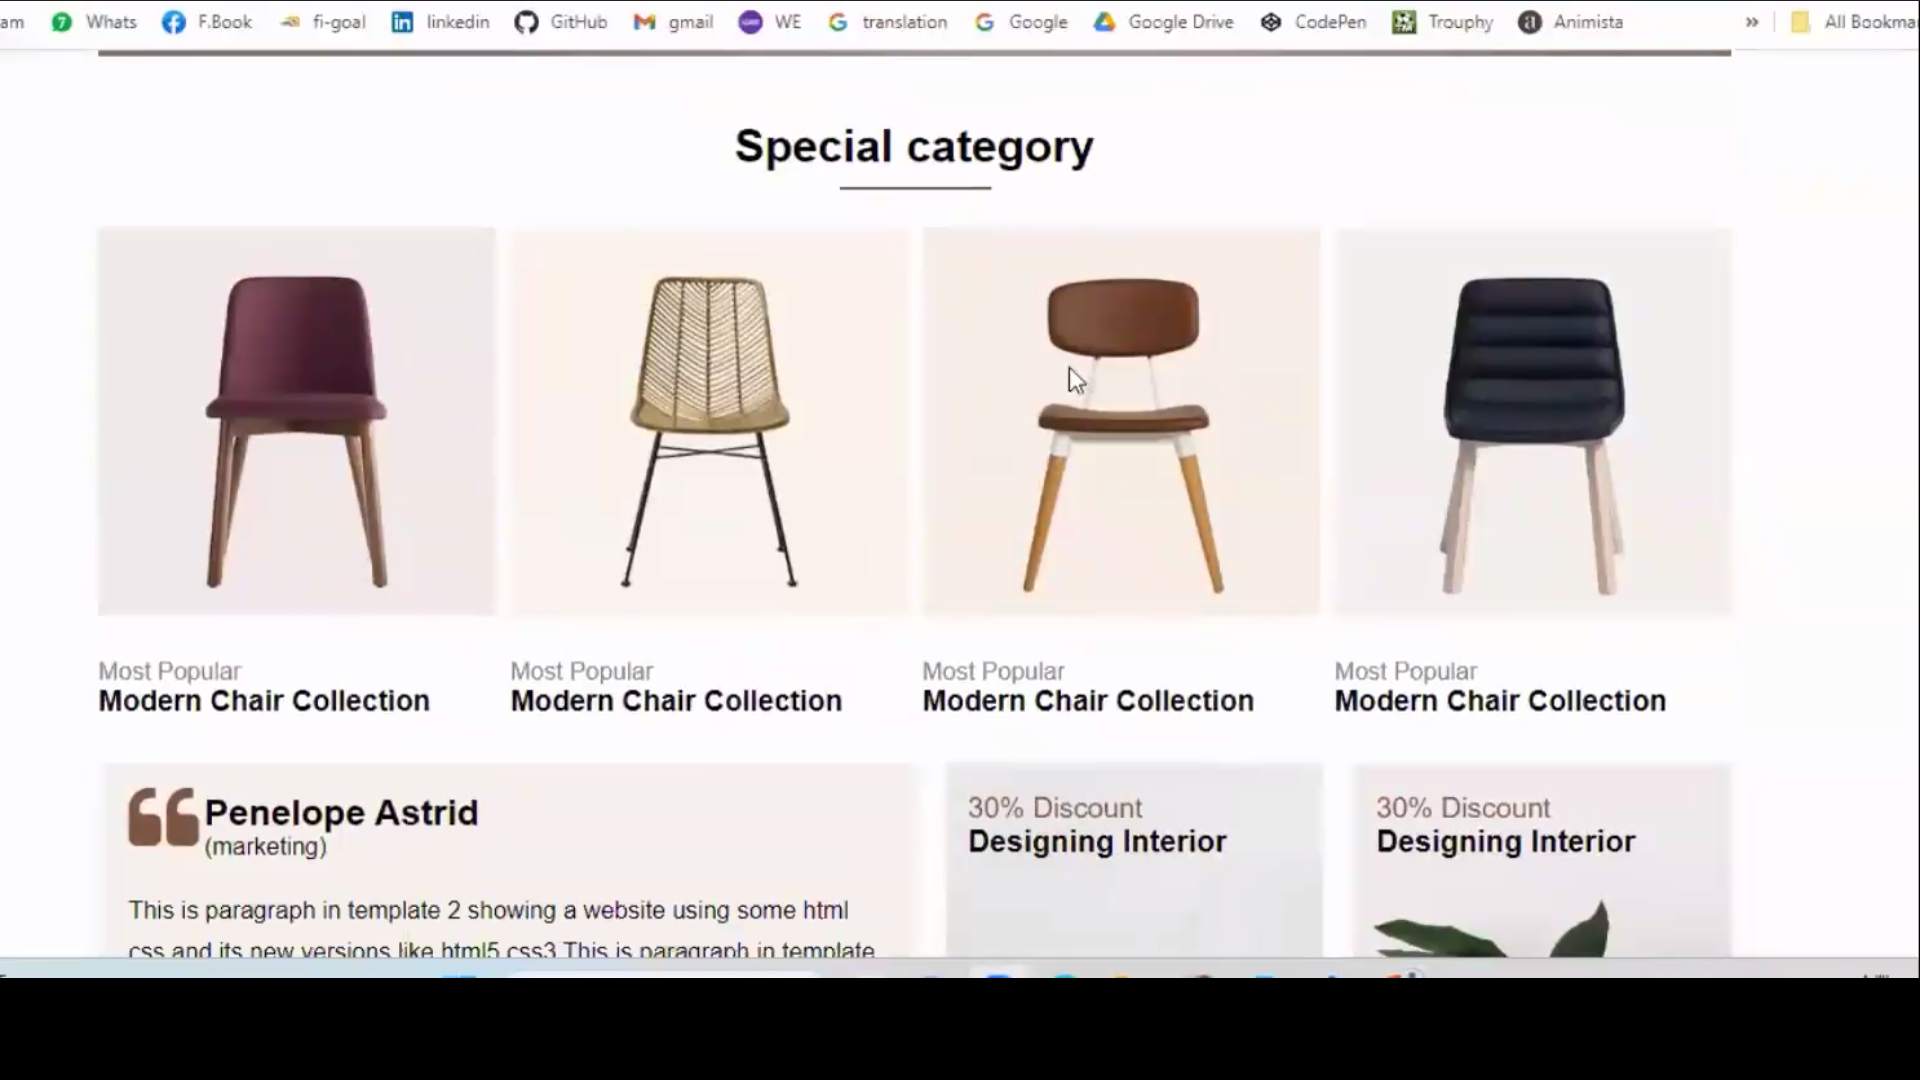 am Whats F.Book fi-goal linkedin GitHub gmail WE translation Google Google Drive CodePen Trouphy Animista » All Bookmar
Special category
Most Popular Most Popular Most Popular Most Popular
Modern Chair Collection Modern Chair Collection Modern Chair Collection Modern Chair Collection
Penelope Astrid
(marketing)
This is paragraph in template 2 showing a website using some html
css and its new versions like html5 css3 This is paragraph in template
30% Discount
Designing Interior
30% Discount
Designing Interior